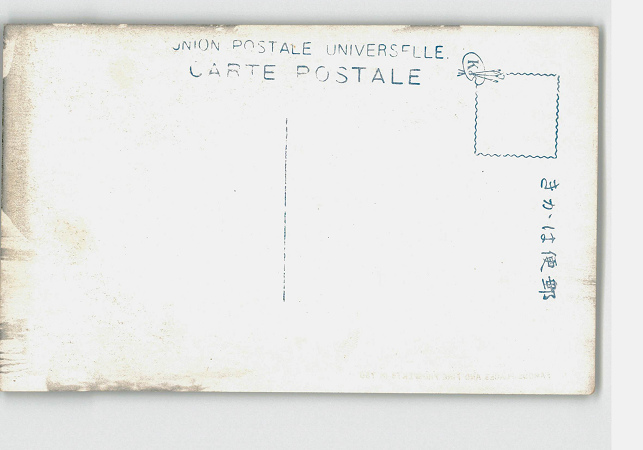 UNION POSTALE UNIVERSELLE.
CARTE POSTALE
K
きかは便郵